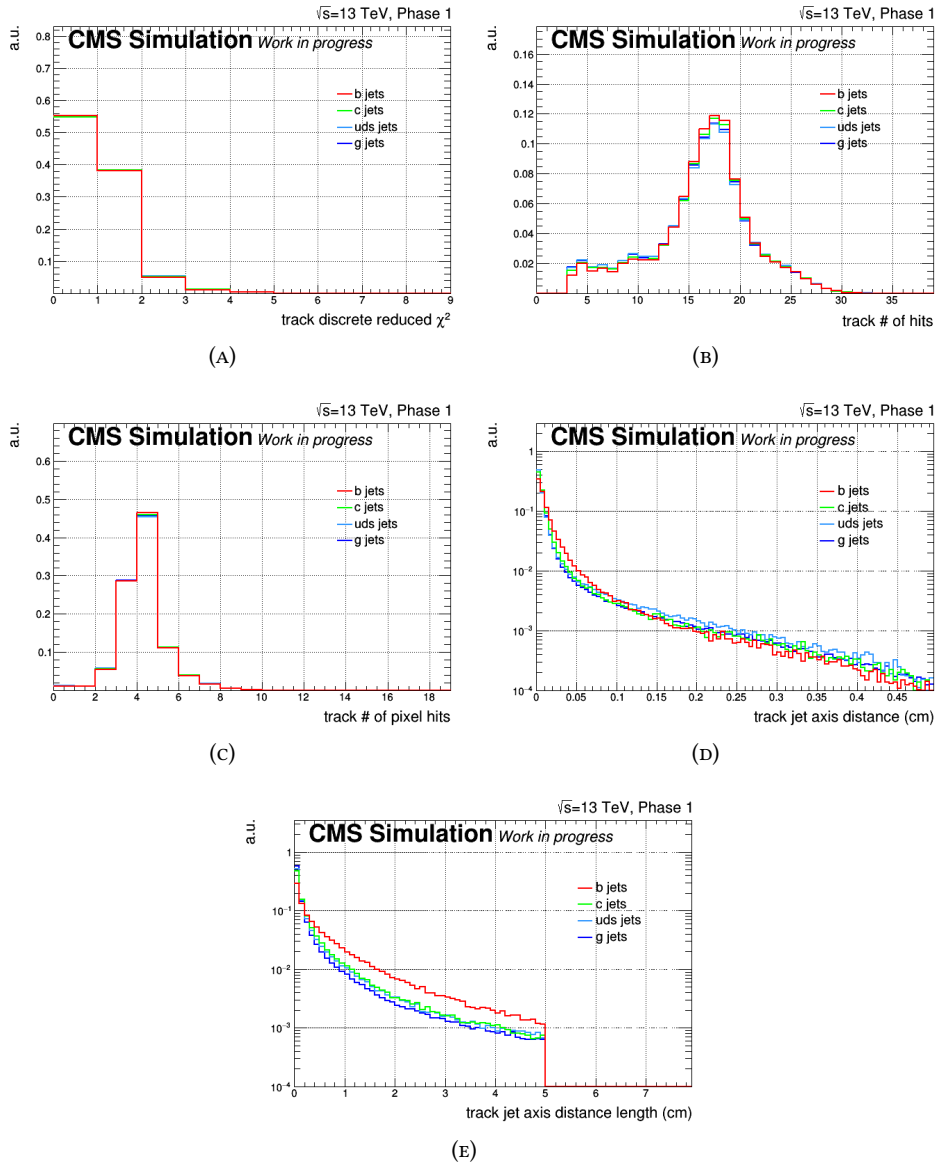 √s=13 TeV, Phase 1
a.u.
CMS Simulation Work in progress
0.8
0.7
0.6
0.5
0.4
0.3
0.2
0.1
b jets
c jets
uds jets
g jets
0 1 2 3 4 5 6 7 8 9
track discrete reduced χ²
(A)
√s=13 TeV, Phase 1
a.u.
CMS Simulation Work in progress
0.16
0.14
0.12
0.1
0.08
0.06
0.04
0.02
b jets
c jets
uds jets
g jets
0 5 10 15 20 25 30 35
track # of hits
(B)
√s=13 TeV, Phase 1
a.u.
CMS Simulation Work in progress
0.6
0.5
0.4
0.3
0.2
0.1
b jets
c jets
uds jets
g jets
0 2 4 6 8 10 12 14 16 18
track # of pixel hits
(C)
√s=13 TeV, Phase 1
a.u.
CMS Simulation Work in progress
1
10⁻¹
10⁻²
10⁻³
10⁻⁴
b jets
c jets
uds jets
g jets
0 0.05 0.1 0.15 0.2 0.25 0.3 0.35 0.4 0.45
track jet axis distance (cm)
(D)
√s=13 TeV, Phase 1
a.u.
CMS Simulation Work in progress
1
10⁻¹
10⁻²
10⁻³
10⁻⁴
b jets
c jets
uds jets
g jets
0 1 2 3 4 5 6 7
track jet axis distance length (cm)
(E)